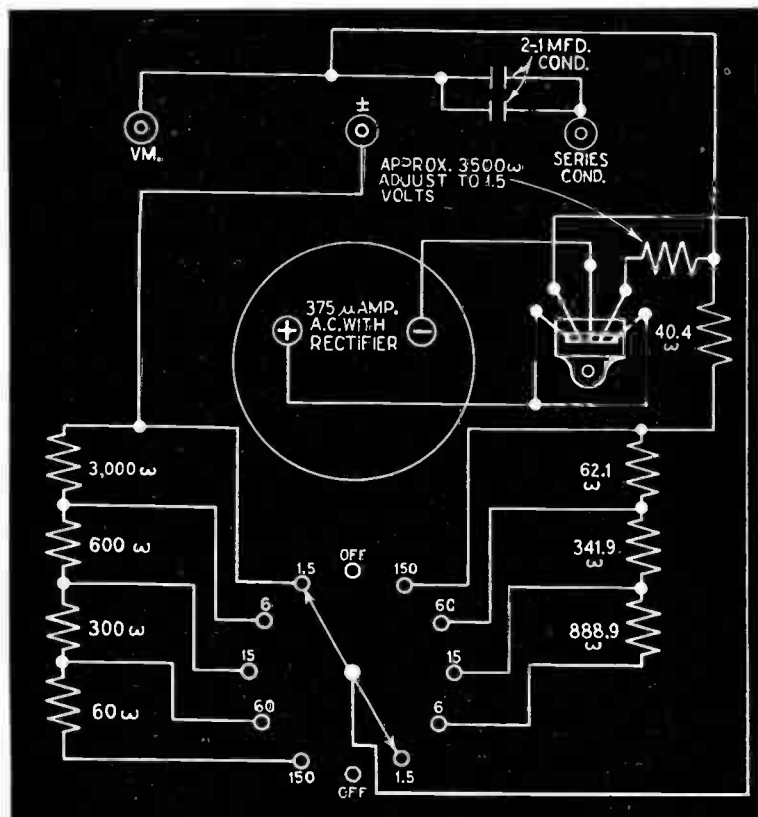 2-1 MFD.
COND.
±
VM.
SERIES
COND.
APPROX. 3500ω
ADJUST TO 1.5
VOLTS
375 μ AMP.
A.C. WITH
RECTIFIER
+
−
40.4
ω
3,000 ω
62.1
ω
600 ω
OFF
1.5
150
341.9
ω
6
60
300 ω
888.9
ω
15
15
60 ω
60
6
150
OFF
1.5